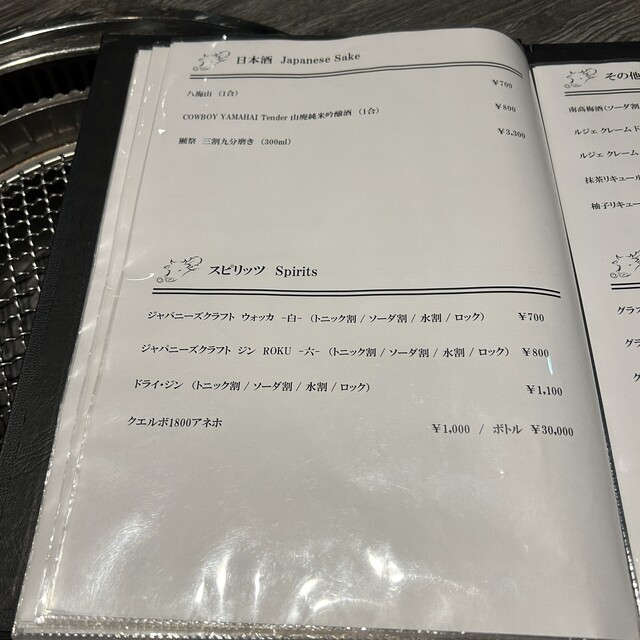 日本酒 Japanese Sake
八海山 (1合) ¥700
COWBOY YAMAHAI Tender 山廃純米吟醸酒 (1合) ¥800
獺祭 三割九分磨き (300ml) ¥3,300
スピリッツ Spirits
ジャパニーズクラフト ウォッカ -白- (トニック割 / ソーダ割 / 水割 / ロック) ¥700
ジャパニーズクラフト ジン ROKU -六- (トニック割 / ソーダ割 / 水割 / ロック) ¥800
ドライ・ジン (トニック割 / ソーダ割 / 水割 / ロック) ¥1,100
クエルボ1800アネホ ¥1,000 / ボトル ¥30,000
その他
南高梅酒(ソーダ割
ルジェ クレーム ド
ルジェ クレーム
抹茶リキュール
柚子リキュー
グラス
グラ